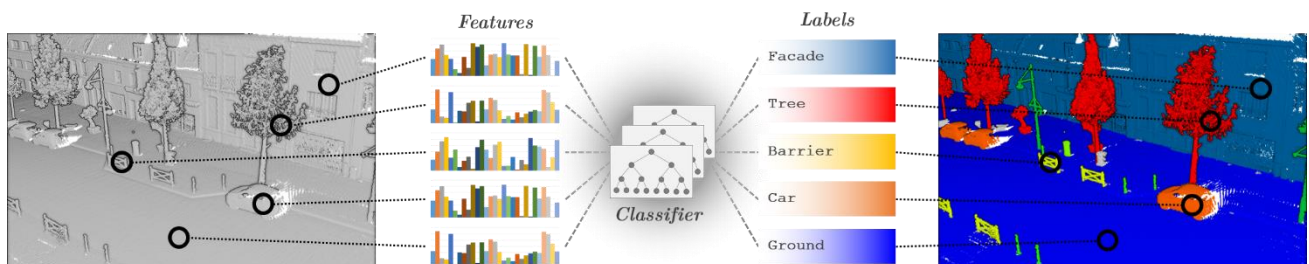 Features
Labels
Facade
Tree
Barrier
Car
Ground
Classifier